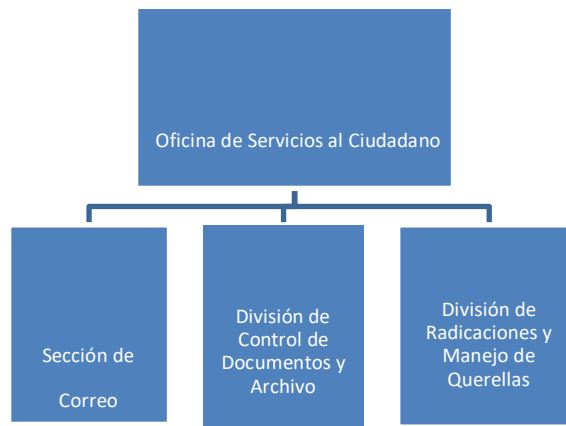 Oficina de Servicios al Ciudadano
Sección de
Correo
División de
Control de
Documentos y
Archivo
División de
Radicaciones y
Manejo de
Querellas